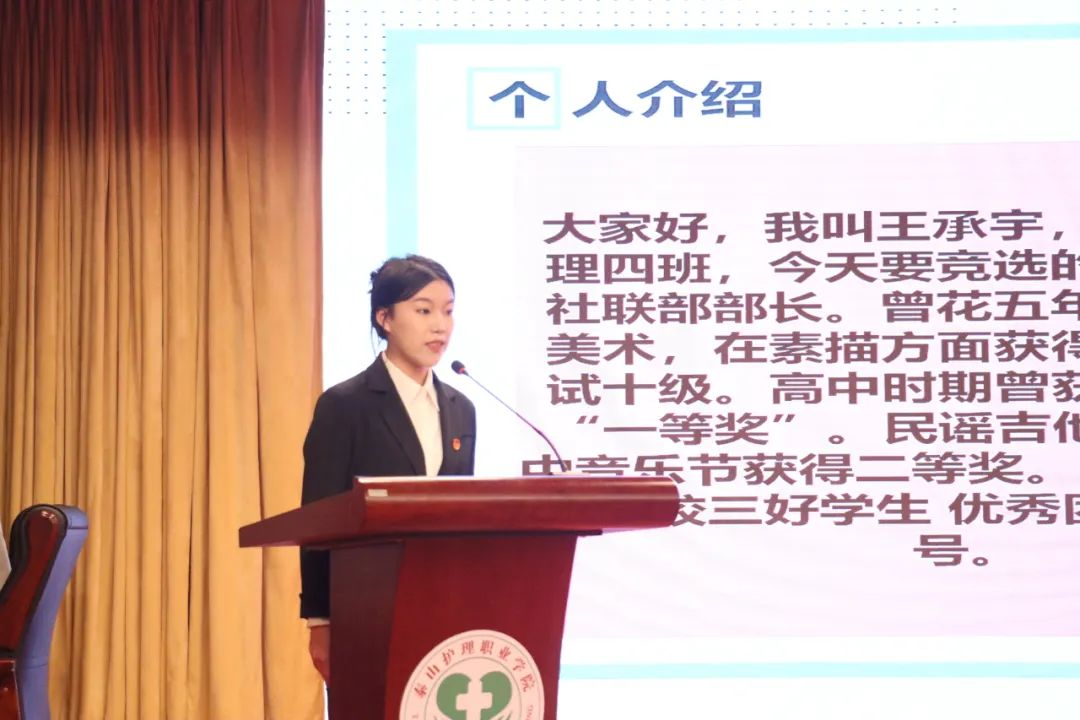 个人介绍
大家好，我叫王承宇，
理四班，今天要竞选的
社联部部长。曾花五年
美术，在素描方面获得
试十级。高中时期曾获
“一等奖”。民谣吉他
中音乐节获得二等奖。
校三好学生 优秀团
号。
泰山护理职业学院